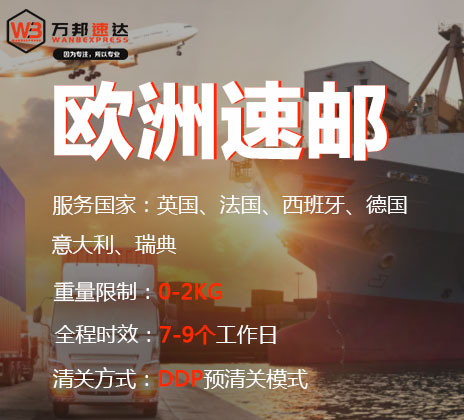 WB 万邦速达
WANBEXPRESS
因为专注，所以专业
欧洲速邮
服务国家：英国、法国、西班牙、德国
意大利、瑞典
重量限制：0-2KG
全程时效：7-9个工作日
清关方式：DDP预清关模式